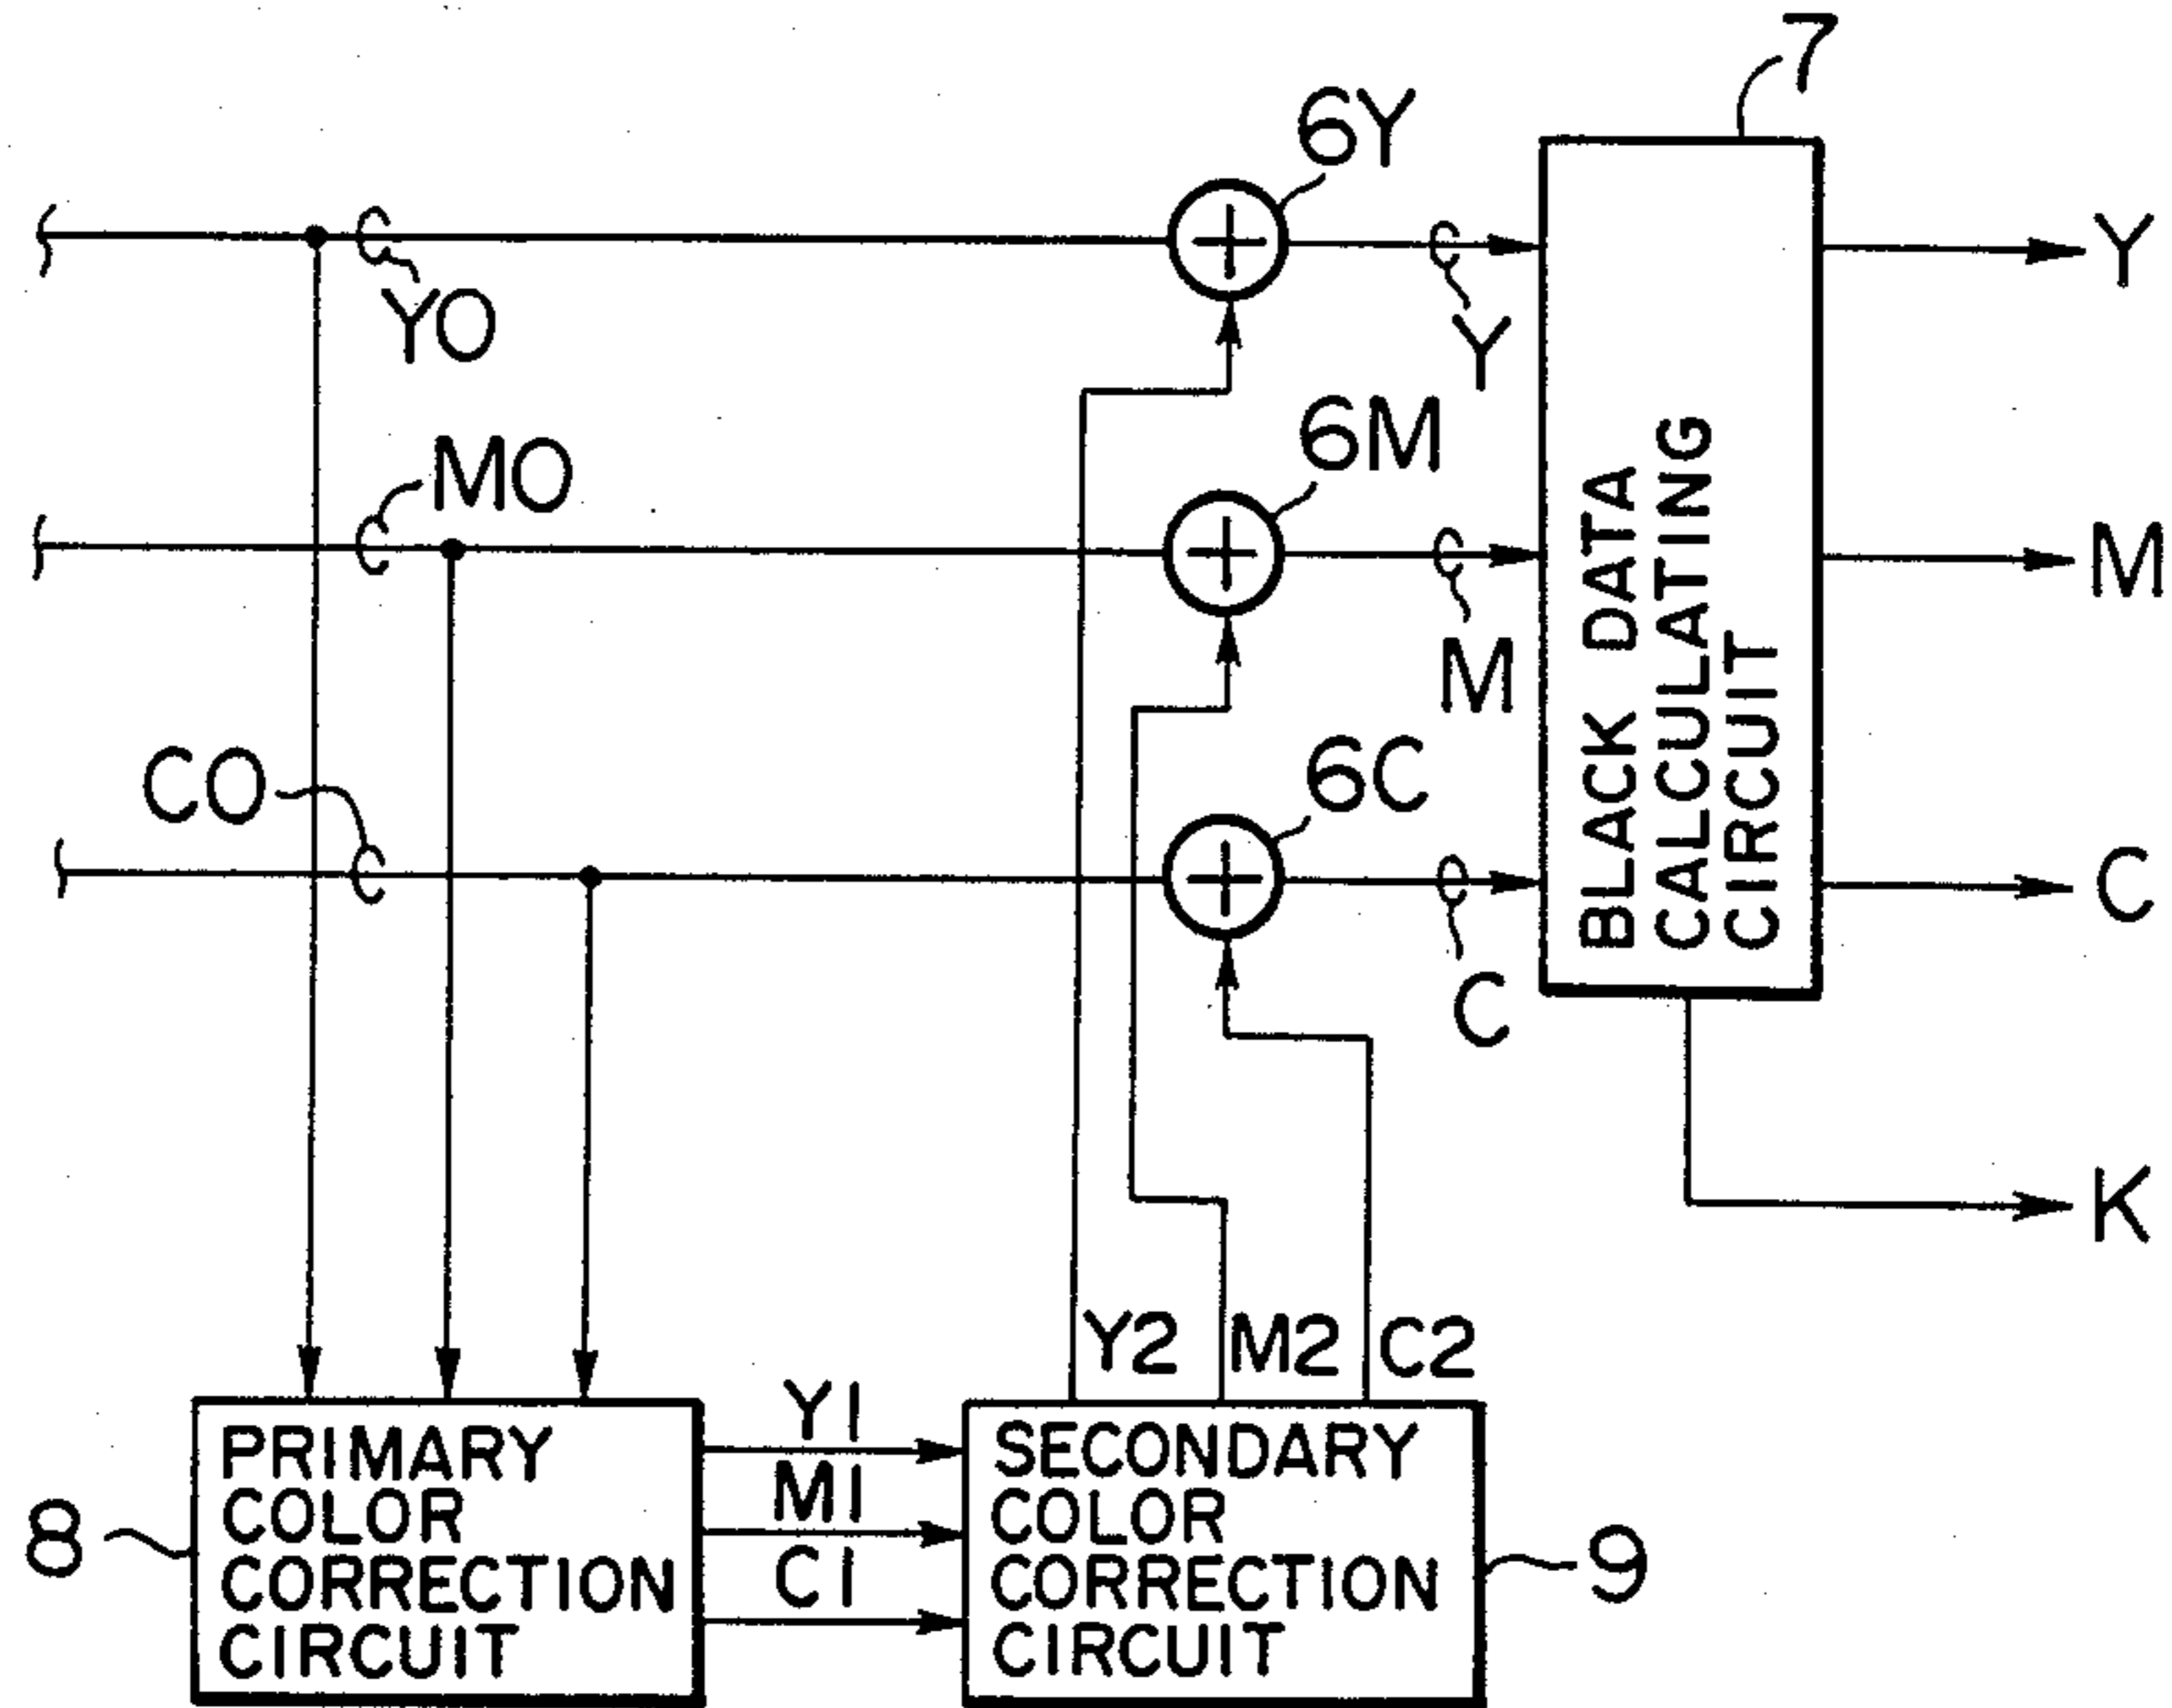 7
6Y
Y
YO
Y
6M
MO
M
M
6C
CO
C
C
BLACK DATA
CALCULATING
CIRCUIT
K
Y2 M2 C2
Y1
M1
C1
8
PRIMARY
COLOR
CORRECTION
CIRCUIT
SECONDARY
COLOR
CORRECTION
CIRCUIT
9